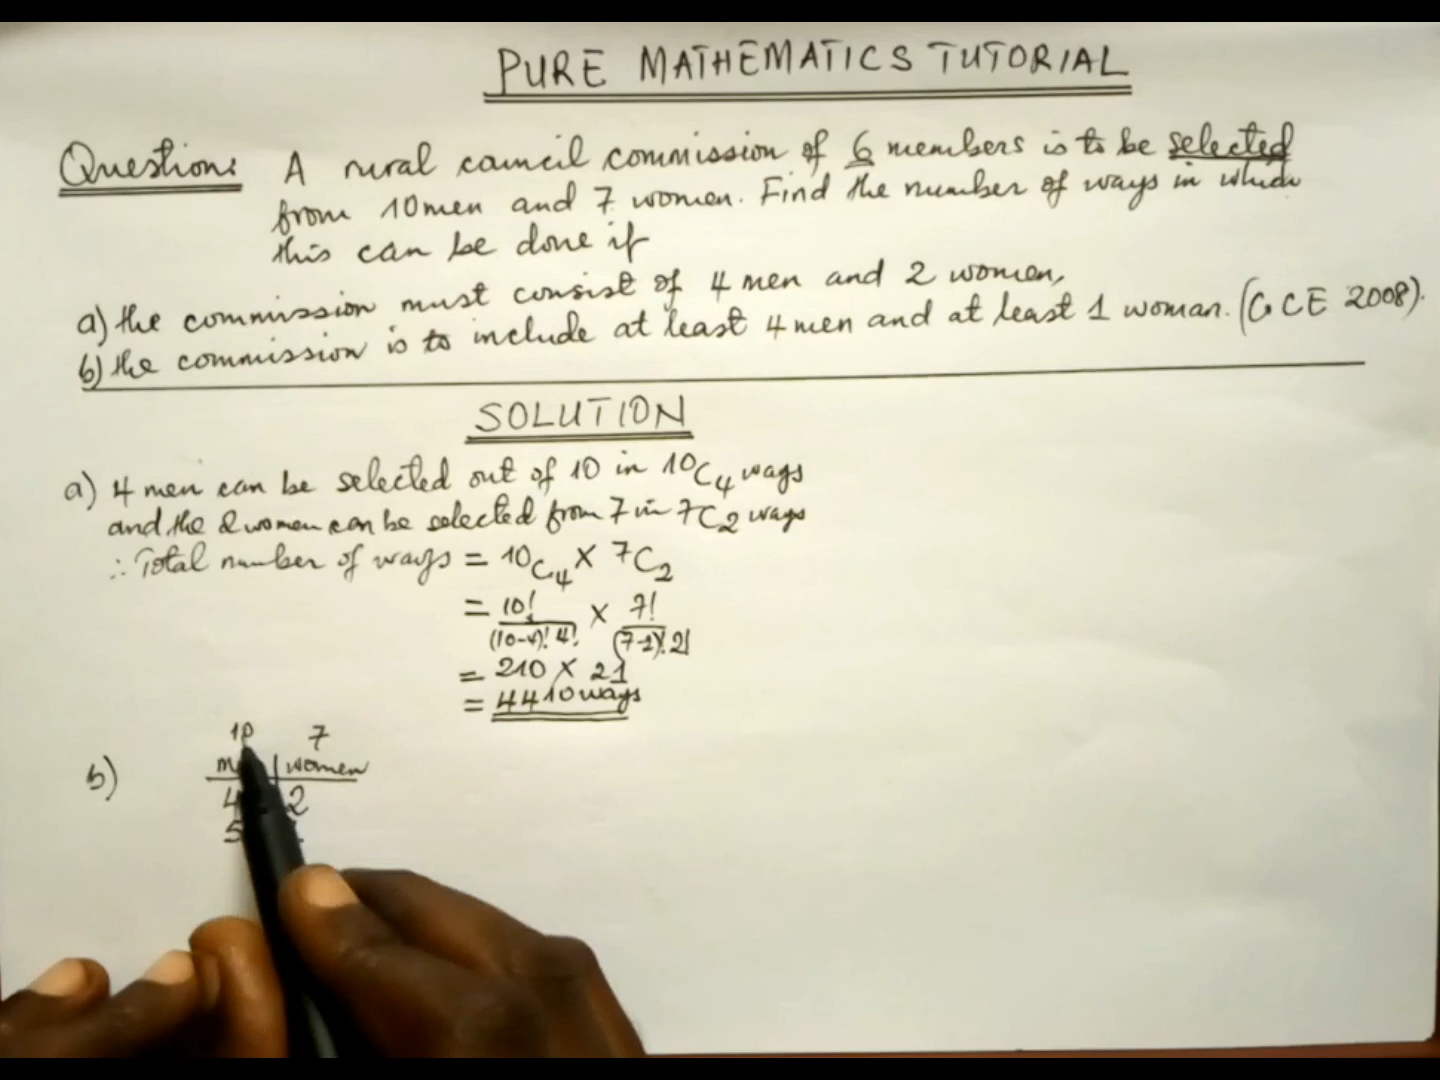 PURE MATHEMATICS TUTORIAL
Question: A rural council commission of 6 members is to be selected
from 10 men and 7 women. Find the number of ways in which
this can be done if
a) the commission must consist of 4 men and 2 women,
b) the commission is to include at least 4 men and at least 1 woman. (GCE 2008).
SOLUTION
a) 4 men can be selected out of 10 in 10C4 ways
and the 2 women can be selected from 7 in 7C2 ways
∴ Total number of ways = 10C4 × 7C2
= 10!/(10-4)! 4! × 7!/(7-2)! 2!
= 210 × 21
= 4410 ways
10 7
b) women
4 2
5